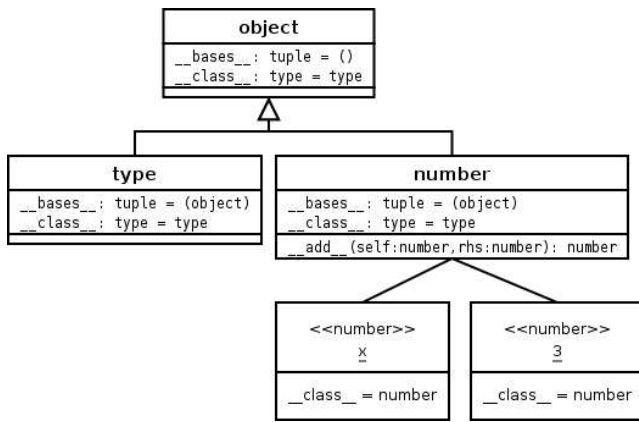 object
__bases__: tuple = ()
__class__: type = type
type
__bases__: tuple = (object)
__class__: type = type
number
__bases__: tuple = (object)
__class__: type = type
__add__(self:number,rhs:number): number
<<number>>
x
__class__ = number
<<number>>
3
__class__ = number